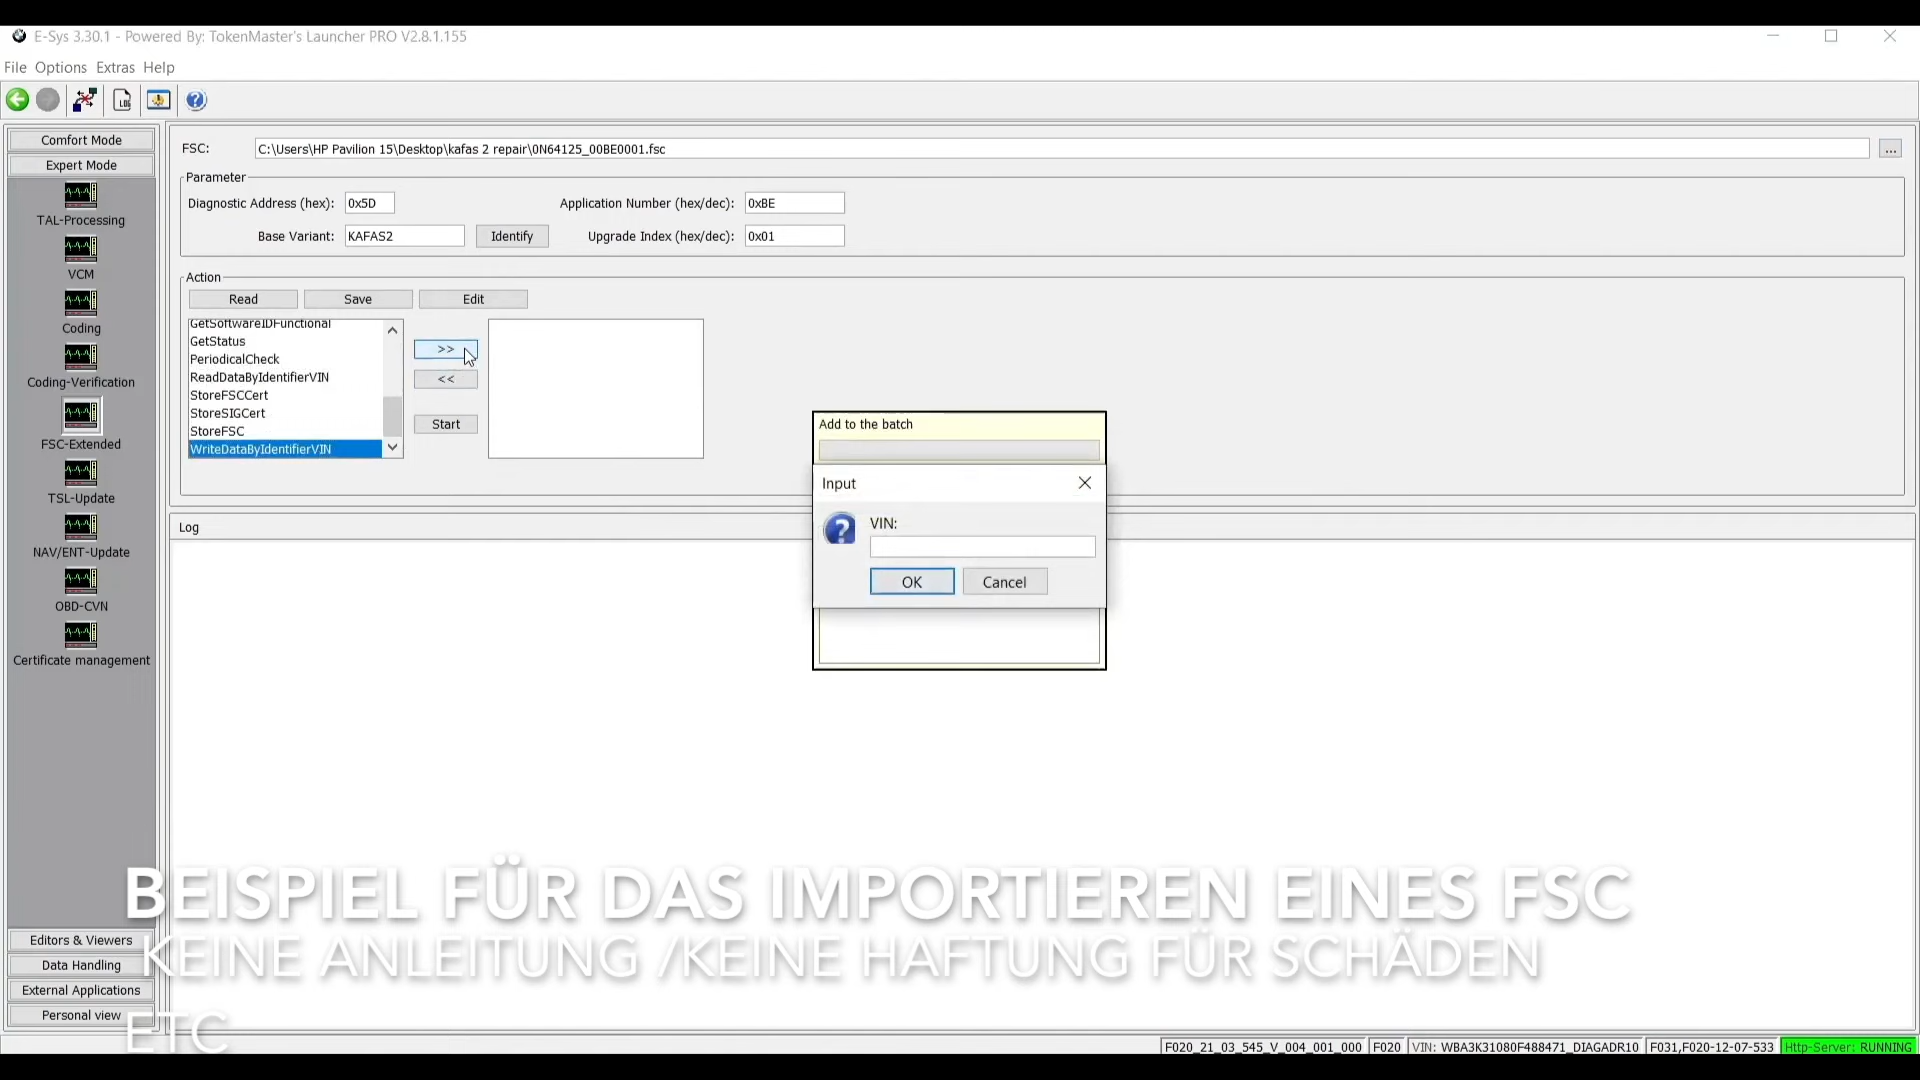 E-Sys 3.30.1 - Powered By: TokenMaster's Launcher PRO V2.8.1.155
File Options Extras Help
LOG
Comfort Mode
Expert Mode
TAL-Processing
VCM
Coding
Coding-Verification
FSC-Extended
TSL-Update
NAV/ENT-Update
OBD-CVN
Certificate management
Editors & Viewers
Data Handling
External Applications
Personal view
FSC: C:\Users\HP Pavilion 15\Desktop\kafas 2 repair\0N64125_00BE0001.fsc ...
Parameter
Diagnostic Address (hex): 0x5D Application Number (hex/dec): 0xBE
Base Variant: KAFAS2 Identify Upgrade Index (hex/dec): 0x01
Action
Read Save Edit
GetSoftwareIDFunctional
GetStatus
PeriodicalCheck
ReadDataByIdentifierVIN
StoreFSCCert
StoreSIGCert
StoreFSC
WriteDataByIdentifierVIN
>>
<<
Start
Add to the batch
Input
VIN:
OK Cancel
Log
BEISPIEL FÜR DAS IMPORTIEREN EINES FSC
KEINE ANLEITUNG /KEINE HAFTUNG FÜR SCHÄDEN
ETC
F020_21_03_545_V_004_001_000 F020 VIN: WBA3K31080F488471_DIAGADR10 F031,F020-12-07-533 Http-Server: RUNNING